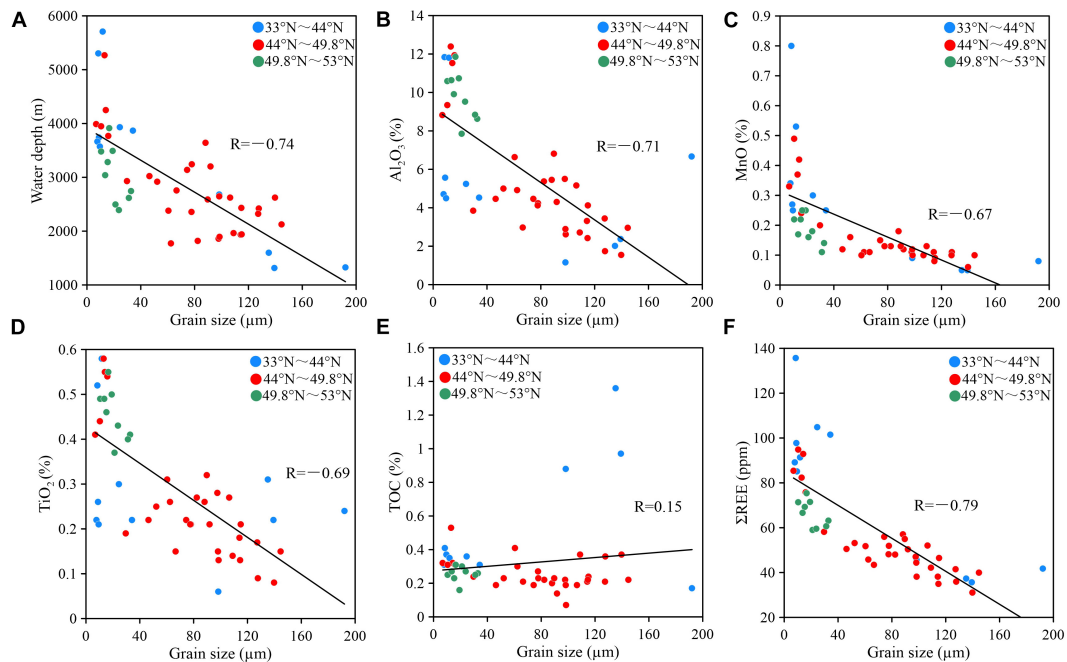 A
33°N～44°N
44°N～49.8°N
49.8°N～53°N
R=－0.74
Water depth (m)
6000
5000
4000
3000
2000
1000
0 40 80 120 160 200
Grain size (µm)
B
33°N～44°N
44°N～49.8°N
49.8°N～53°N
R=－0.71
Al₂O₃ (%)
14
12
10
8
6
4
2
0
0 40 80 120 160 200
Grain size (µm)
C
33°N～44°N
44°N～49.8°N
49.8°N～53°N
R=－0.67
MnO (%)
0.9
0.8
0.7
0.6
0.5
0.4
0.3
0.2
0.1
0
0 40 80 120 160 200
Grain size (µm)
D
33°N～44°N
44°N～49.8°N
49.8°N～53°N
R=－0.69
TiO₂ (%)
0.6
0.5
0.4
0.3
0.2
0.1
0
0 40 80 120 160 200
Grain size (µm)
E
33°N～44°N
44°N～49.8°N
49.8°N～53°N
R=0.15
TOC (%)
1.6
1.4
1.2
1
0.8
0.6
0.4
0.2
0
0 40 80 120 160 200
Grain size (µm)
F
33°N～44°N
44°N～49.8°N
49.8°N～53°N
R=－0.79
ΣREE (ppm)
140
120
100
80
60
40
20
0 40 80 120 160 200
Grain size (µm)